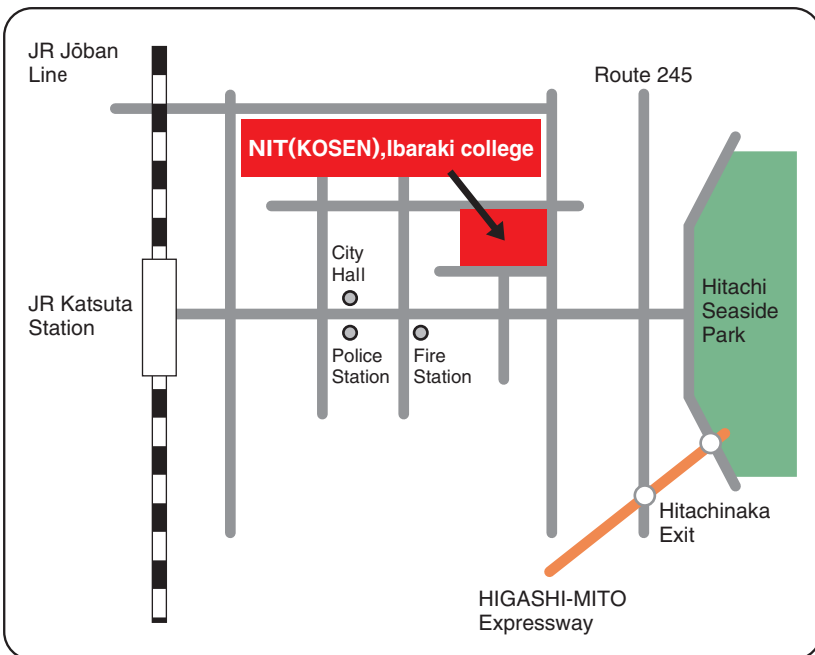 JR Jōban
Line
Route 245
NIT(KOSEN),Ibaraki college
City
Hall
JR Katsuta
Station
Hitachi
Seaside
Park
Police
Station
Fire
Station
Hitachinaka
Exit
HIGASHI-MITO
Expressway